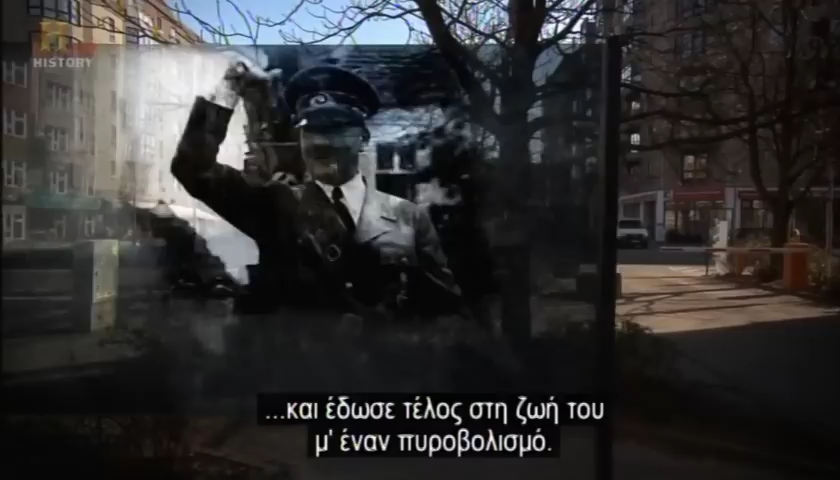 HISTORY
...και έδωσε τέλος στη ζωή του
μ' έναν πυροβολισμό.